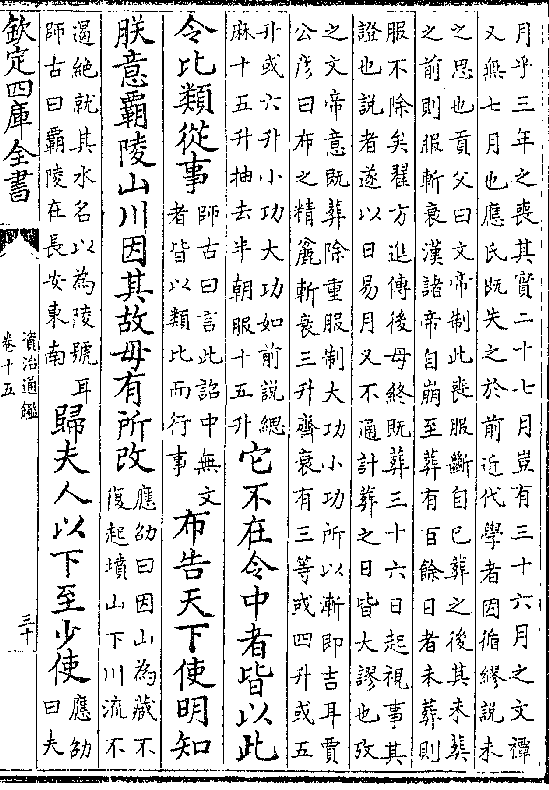 月乎三年之喪其實二十七月豈有三十六月之文禫
又無七月也應氏既失之於前近代學者因循繆說未
之思也貢父曰文帝制此喪服斷自已葬之後其未葬
之前則服斬衰漢諸帝自崩至葬有百餘日者未葬則
服不除矣翟方進傳後母終既葬三十六日起視事其
證也說者遂以日易月又不通計葬之日皆大謬也攷
之文帝意既葬除重服制大功小功所以漸即吉耳賈
公彥曰布之精麄斬衰三升齊衰有三等或四升或五
升或六升小功大功如前說緦
麻十五升抽去半朝服十五升
它不在令中者皆以此
令比類從事
師古曰言此詔中無文
者皆以類比而行事
布告天下使明知
朕意霸陵山川因其故毋有所改
應劭曰因山為藏不
復起墳山下川流不
遏絶就其水名以為陵號耳
師古曰霸陵在長安東南
歸夫人以下至少使
應劭
曰夫
欽定四庫全書
資治通鑑
卷十五
三十